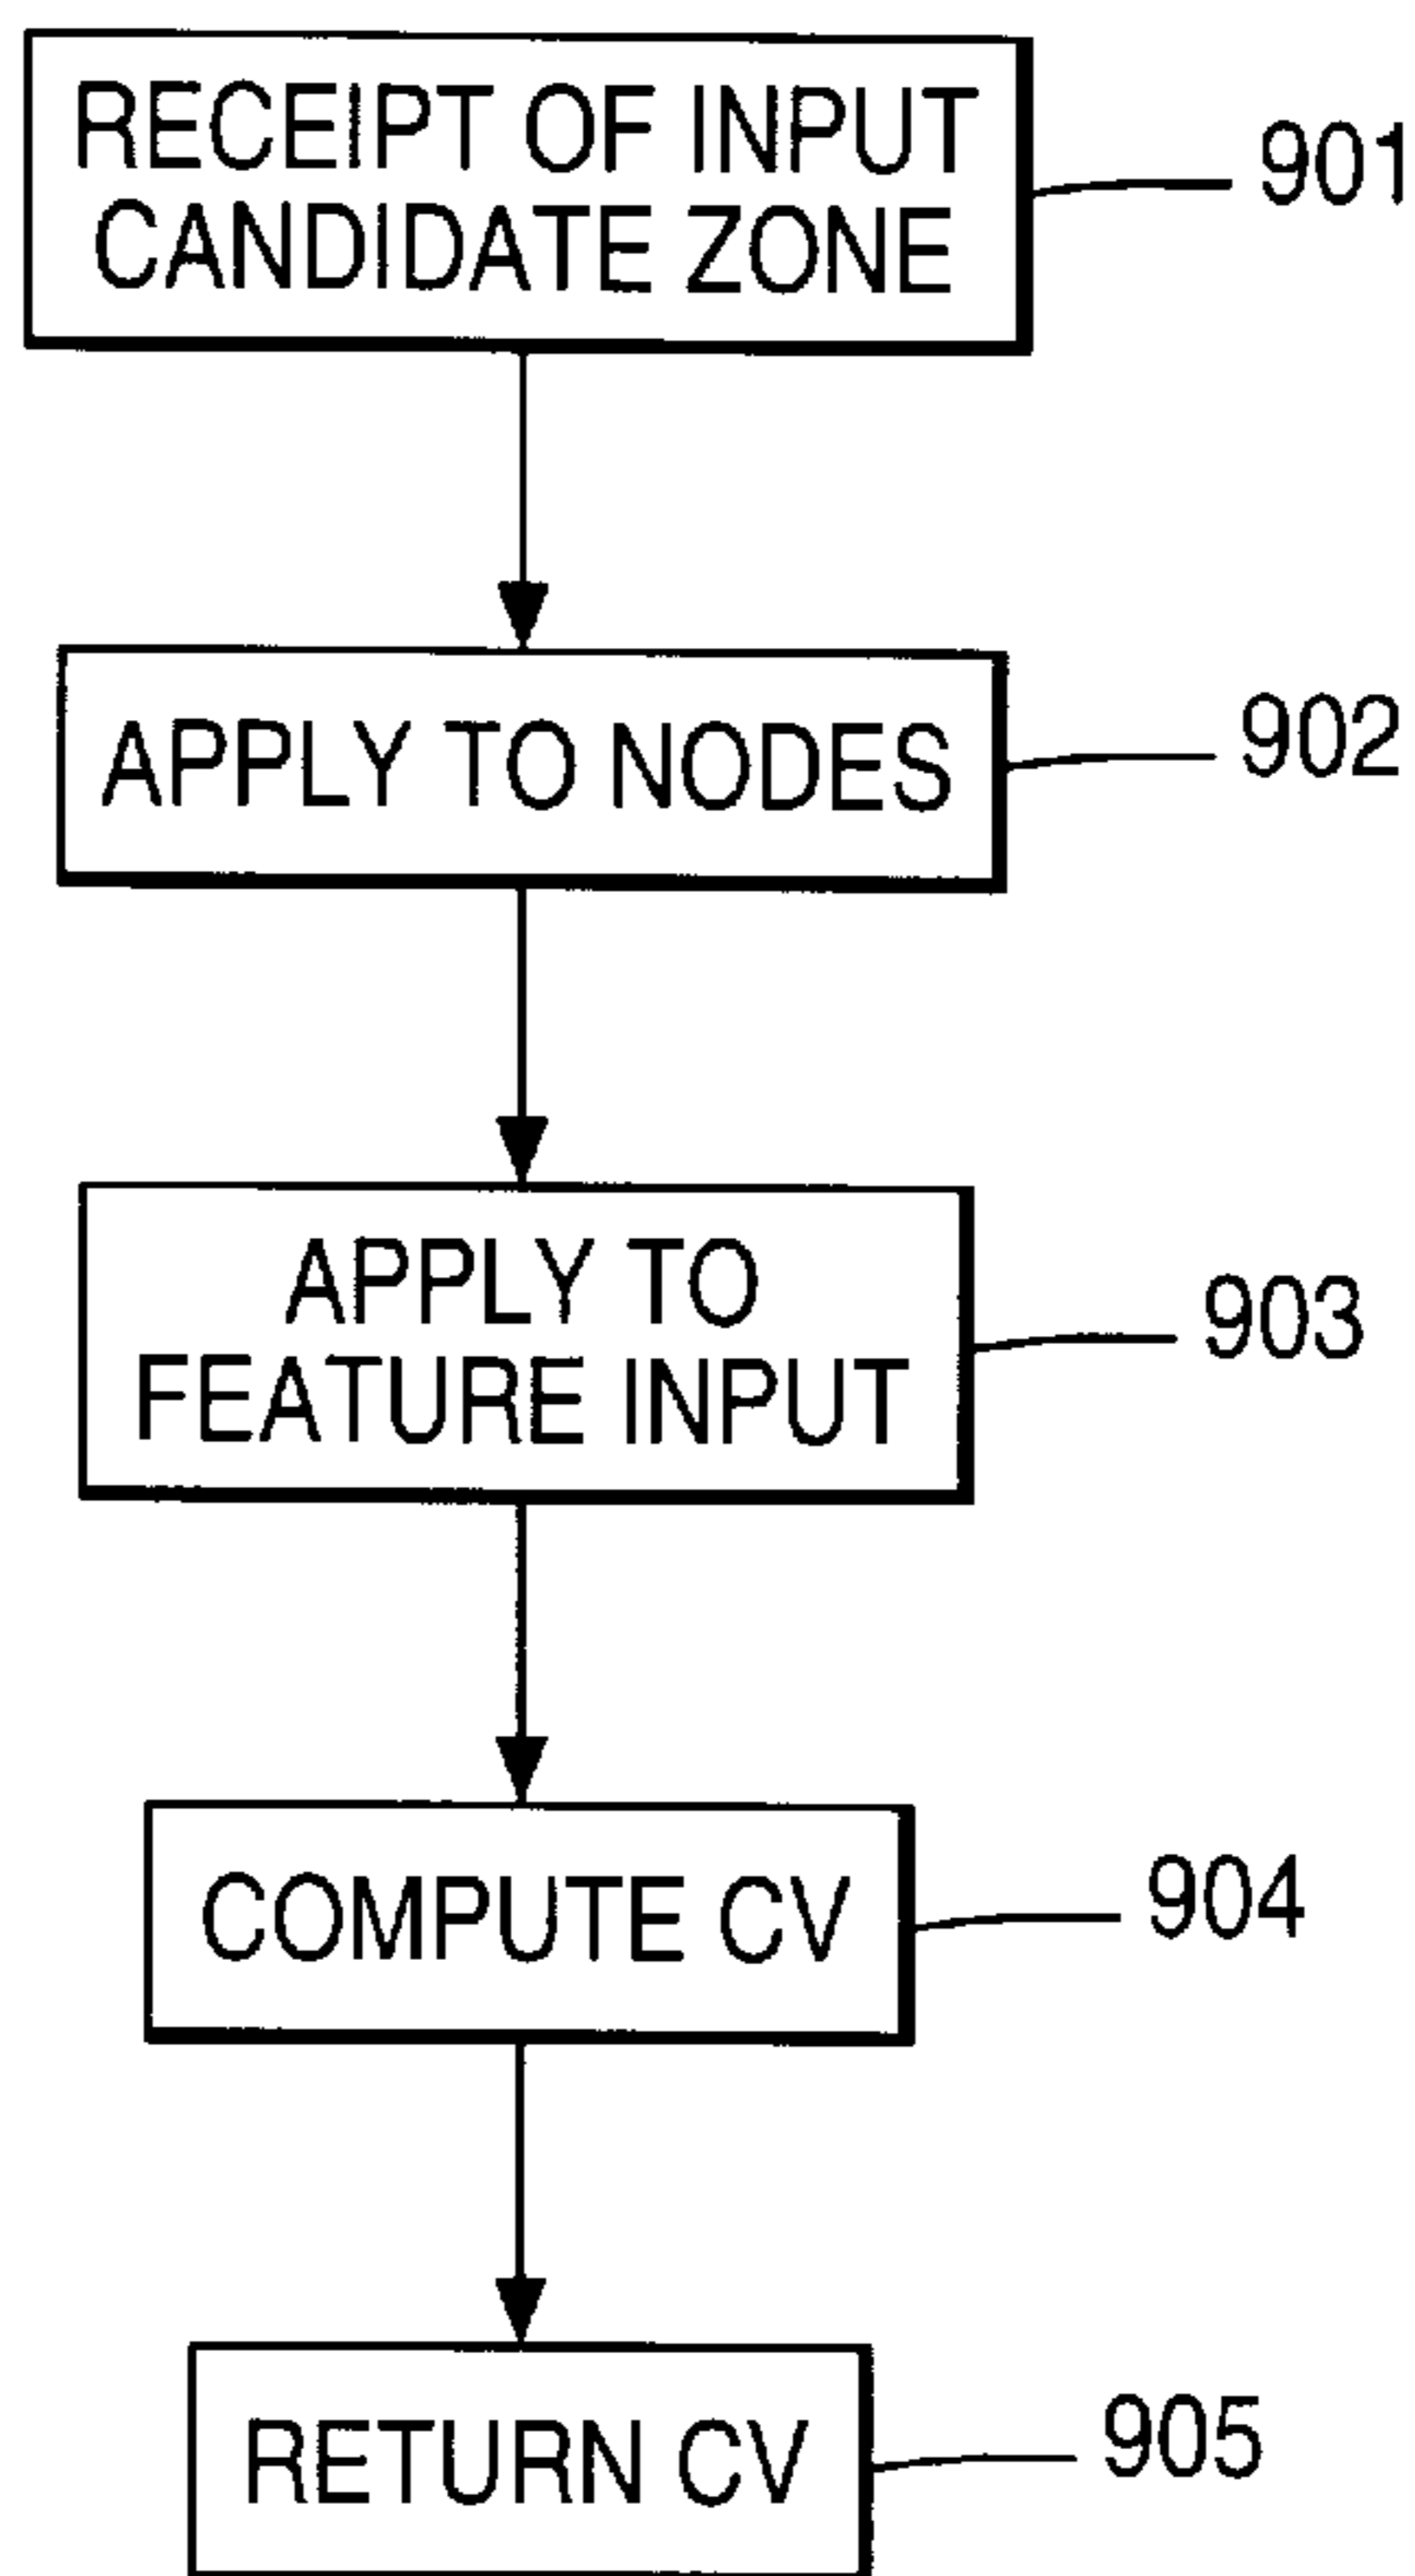 RECEIPT OF INPUT
CANDIDATE ZONE
901
APPLY TO NODES
902
APPLY TO
FEATURE INPUT
903
COMPUTE CV
904
RETURN CV
905